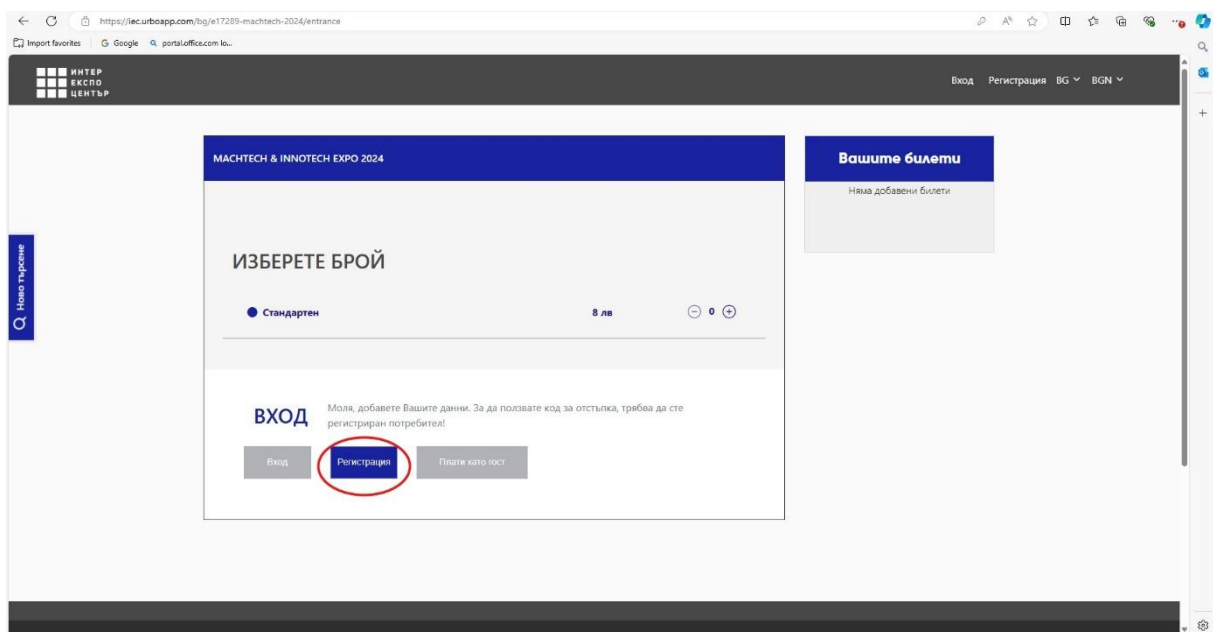 https://iec.urboapp.com/bg/e17289-machtech-2024/entrance
Import favorites
G Google
portal.office.com lo...
ИНТЕР
ЕКСПО
ЦЕНТЪР
Вход Регистрация BG BGN
MACHTECH & INNOTECH EXPO 2024
Вашите билети
Няма добавени билети
Ново търсене
ИЗБЕРЕТЕ БРОЙ
Стандартен 8 лв 0
ВХОД
Моля, добавете Вашите данни. За да ползвате код за отстъпка, трябва да сте
регистриран потребител!
Вход Регистрация Плати като гост